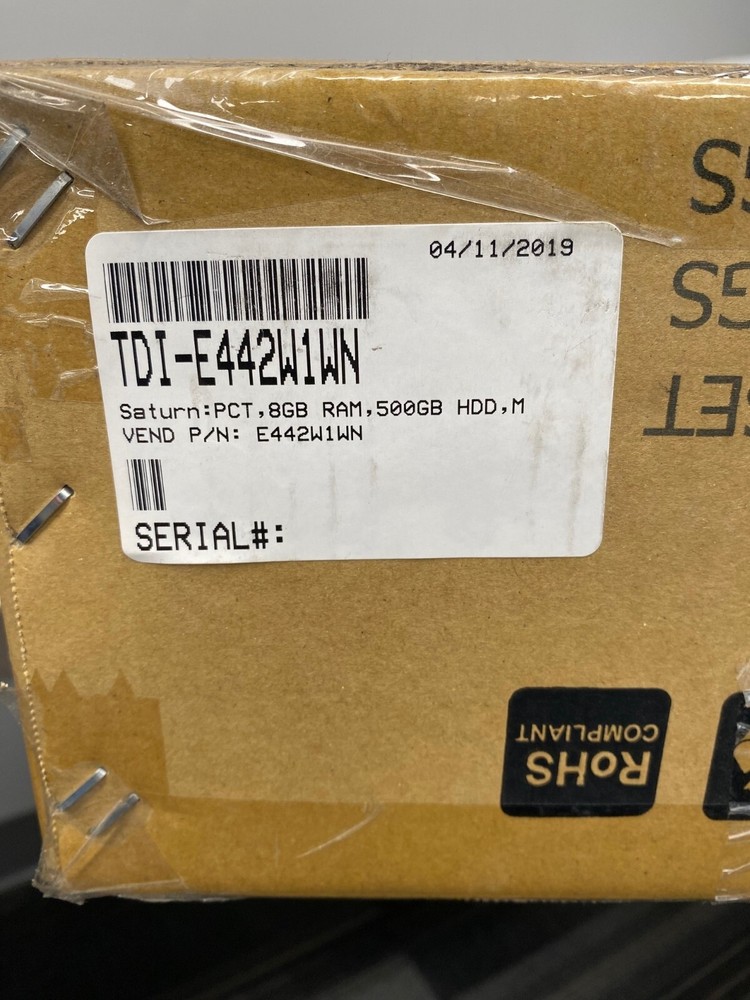 04/11/2019
TDI-E442W1WN
Saturn:PCT,8GB RAM,500GB HDD,M
VEND P/N: E442W1WN
SERIAL#:
RoHS
COMPLIANT